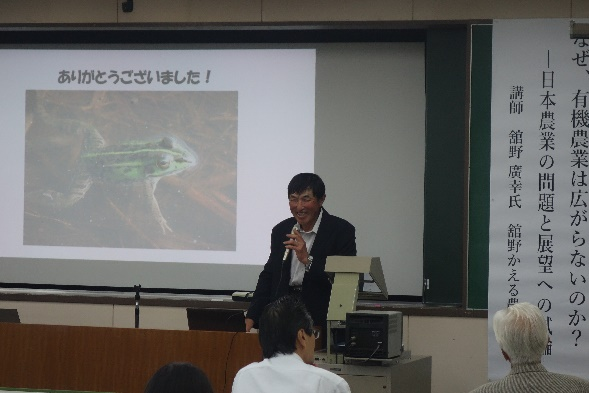 ありがとうございました！
なぜ、有機農業は広がらないのか？
―日本農業の問題と展望への試論
講師　舘野 廣幸氏　舘野かえる農